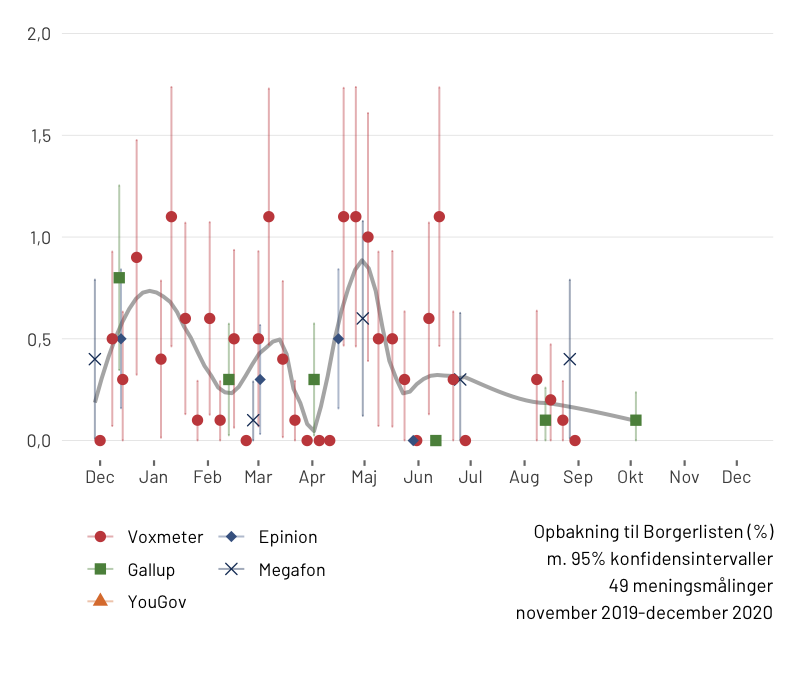 2,0
1,5
1,0
0,5
0,0
Dec Jan Feb Mar Apr Maj Jun Jul Aug Sep Okt Nov Dec
Voxmeter Epinion
Gallup Megafon
YouGov
Opbakning til Borgerlisten (%)
m. 95% konfidensintervaller
49 meningsmålinger
november 2019-december 2020